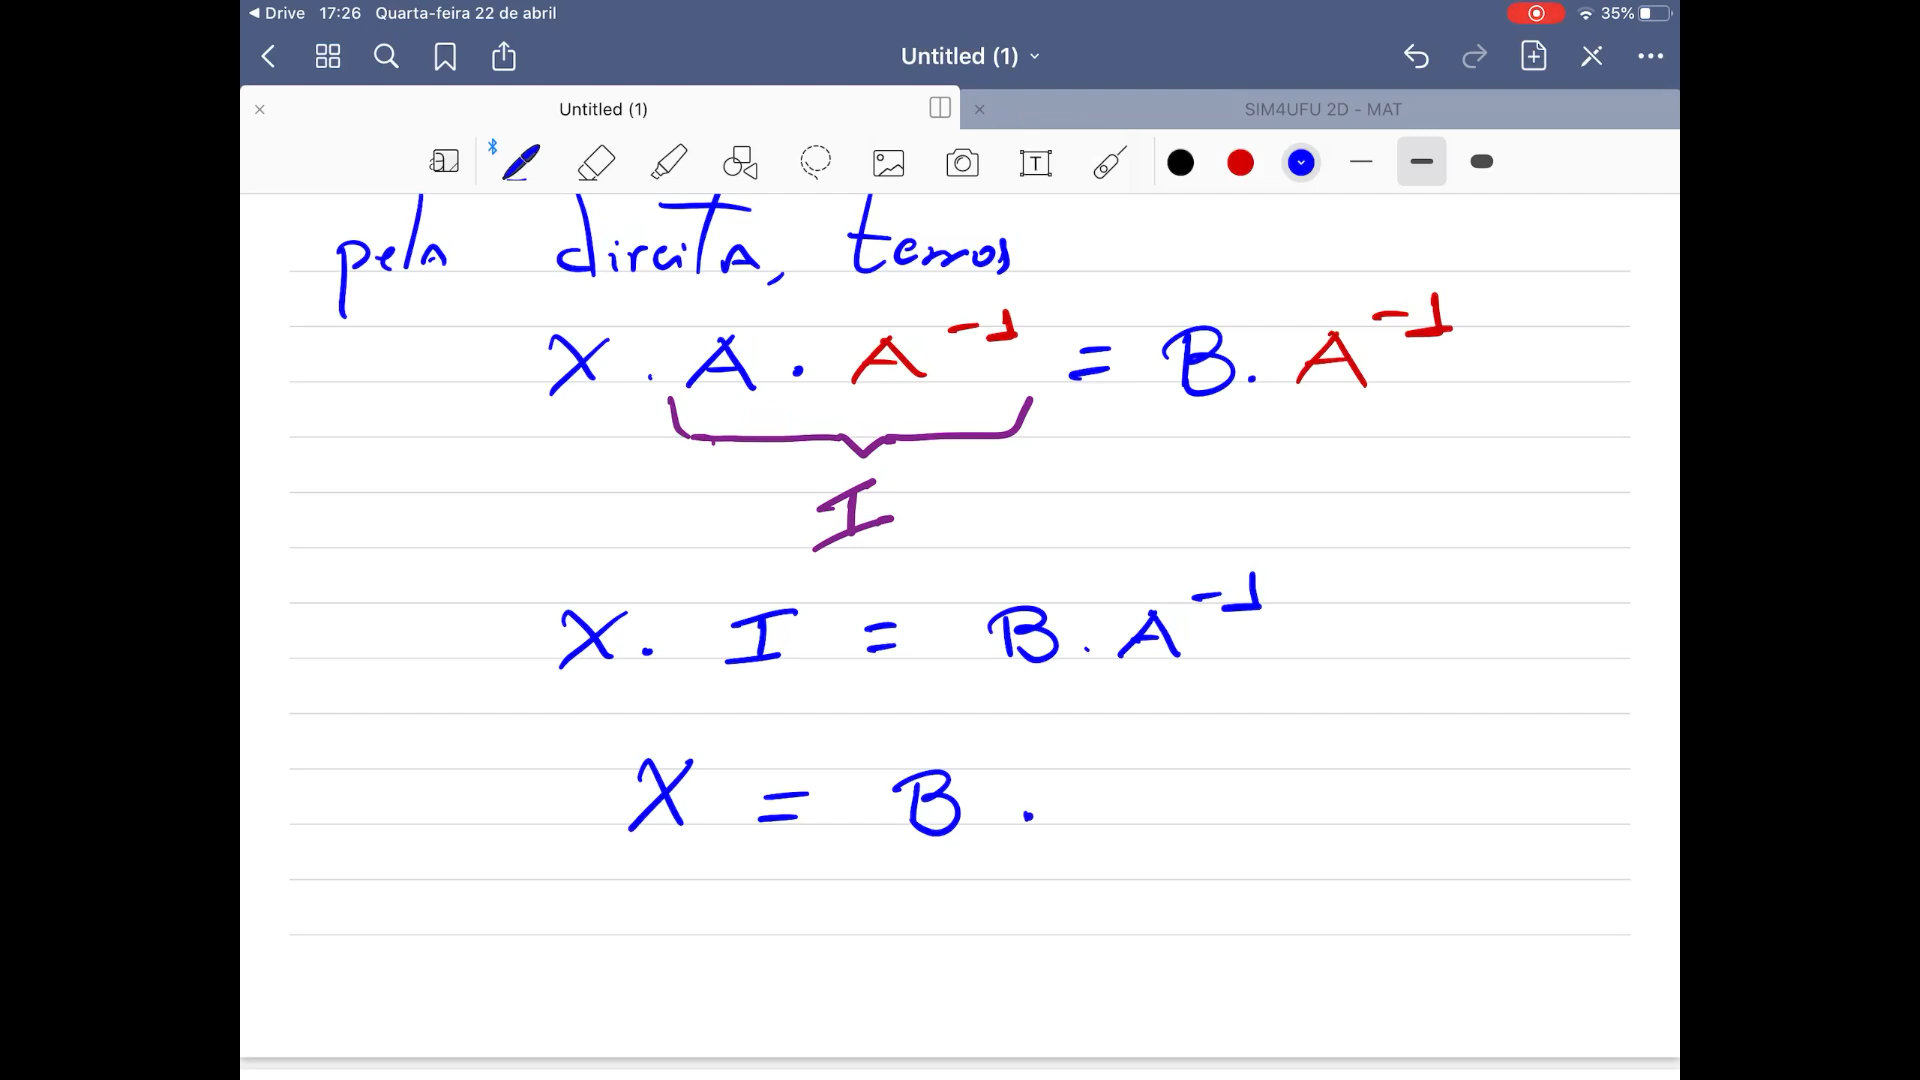 Drive 17:26 Quarta-feira 22 de abril 35%
Untitled (1)
Untitled (1) SIM4UFU 2D - MAT
a T
pela direita, temos
X . A . A⁻¹ = B . A⁻¹
I
X . I = B . A⁻¹
X = B .